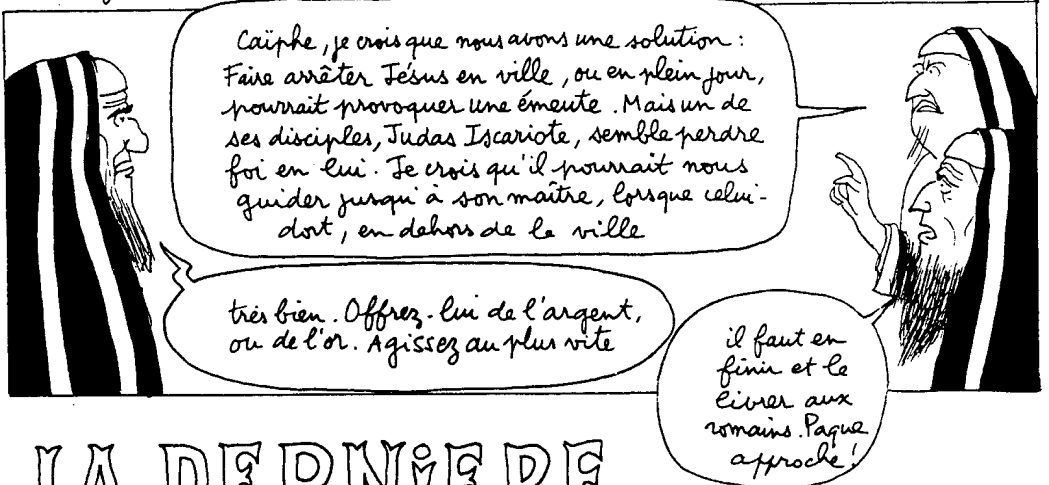 Caïphe, je crois que nous avons une solution :
Faire arrêter Jésus en ville, ou en plein jour,
pourrait provoquer une émeute. Mais un de
ses disciples, Judas Iscariote, semble perdre
foi en lui. Je crois qu'il pourrait nous
guider jusqu'à son maître, lorsque celui-
dort, en dehors de le ville
très bien. Offrez-lui de l'argent,
ou de l'or. Agissez au plus vite
il faut en
finir et le
livrer aux
romains. Paque
approche !
LA DERNiERE